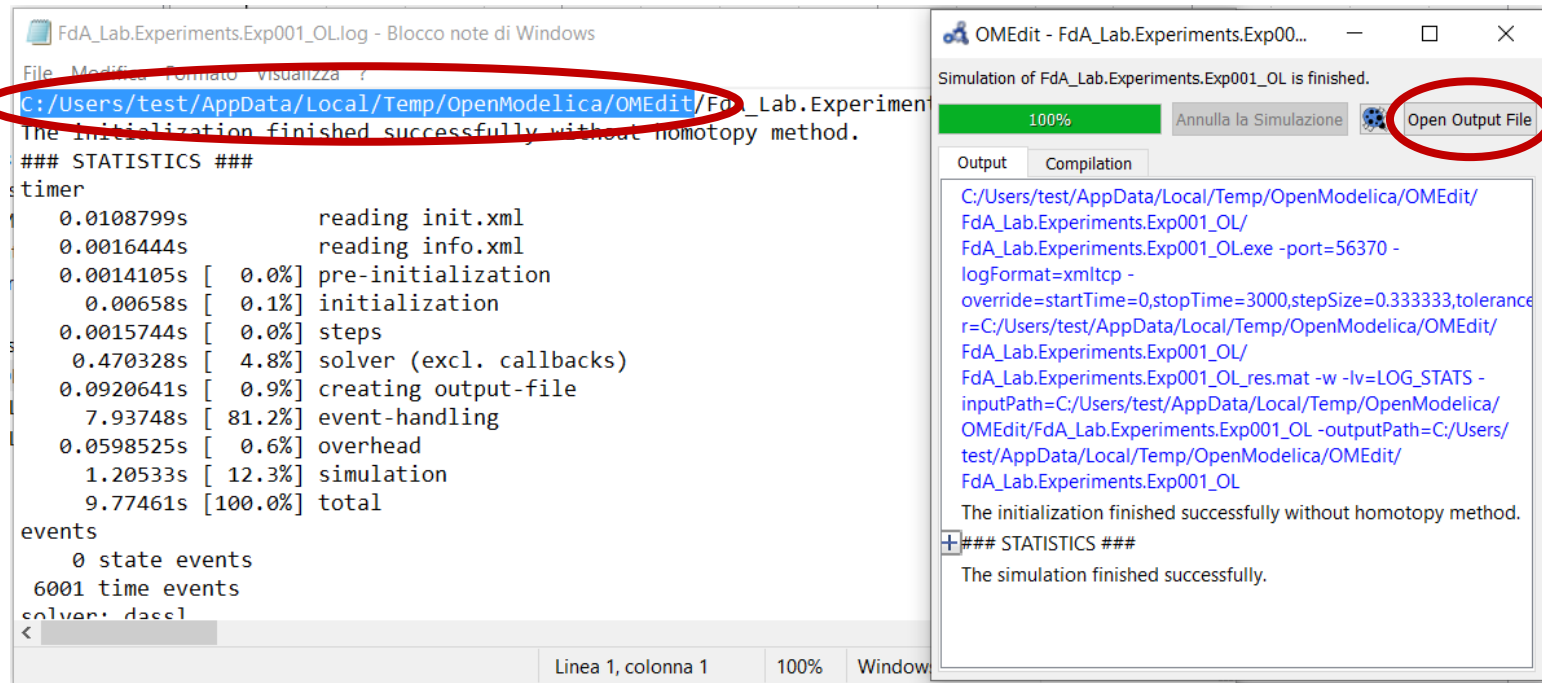 FdA_Lab.Experiments.Exp001_OL.log - Blocco note di Windows
File Modifica Formato Visualizza ?
C:/Users/test/AppData/Local/Temp/OpenModelica/OMEdit/FdA_Lab.Experiment
The initialization finished successfully without homotopy method.
### STATISTICS ###
timer
0.0108799s reading init.xml
0.0016444s reading info.xml
0.0014105s [ 0.0%] pre-initialization
0.00658s [ 0.1%] initialization
0.0015744s [ 0.0%] steps
0.470328s [ 4.8%] solver (excl. callbacks)
0.0920641s [ 0.9%] creating output-file
7.93748s [ 81.2%] event-handling
0.0598525s [ 0.6%] overhead
1.20533s [ 12.3%] simulation
9.77461s [100.0%] total
events
0 state events
6001 time events
solver: dassl
Linea 1, colonna 1 100% Window
OMEdit - FdA_Lab.Experiments.Exp00...
Simulation of FdA_Lab.Experiments.Exp001_OL is finished.
100% Annulla la Simulazione Open Output File
Output Compilation
C:/Users/test/AppData/Local/Temp/OpenModelica/OMEdit/
FdA_Lab.Experiments.Exp001_OL/
FdA_Lab.Experiments.Exp001_OL.exe -port=56370 -
logFormat=xmltcp -
override=startTime=0,stopTime=3000,stepSize=0.333333,tolerance
r=C:/Users/test/AppData/Local/Temp/OpenModelica/OMEdit/
FdA_Lab.Experiments.Exp001_OL/
FdA_Lab.Experiments.Exp001_OL_res.mat -w -lv=LOG_STATS -
inputPath=C:/Users/test/AppData/Local/Temp/OpenModelica/
OMEdit/FdA_Lab.Experiments.Exp001_OL -outputPath=C:/Users/
test/AppData/Local/Temp/OpenModelica/OMEdit/
FdA_Lab.Experiments.Exp001_OL
The initialization finished successfully without homotopy method.
### STATISTICS ###
The simulation finished successfully.